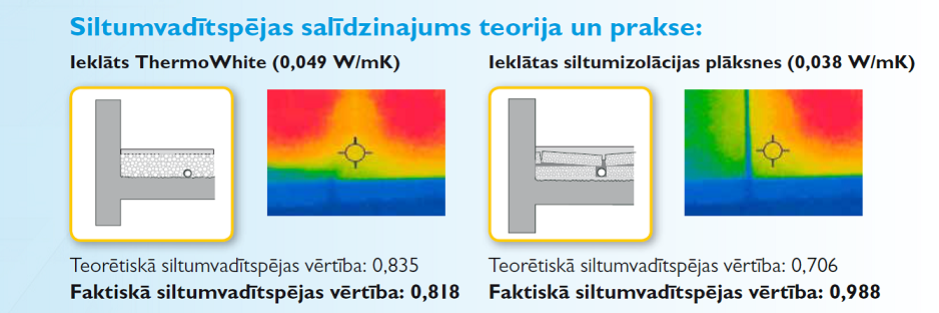 Siltumvadītspējas salīdzinajums teorija un prakse:
Ieklāts ThermoWhite (0,049 W/mK)
Ieklātas siltumizolācijas plāksnes (0,038 W/mK)
Teorētiskā siltumvadītspējas vērtība: 0,835
Faktiskā siltumvadītspējas vērtība: 0,818
Teorētiskā siltumvadītspējas vērtība: 0,706
Faktiskā siltumvadītspējas vērtība: 0,988